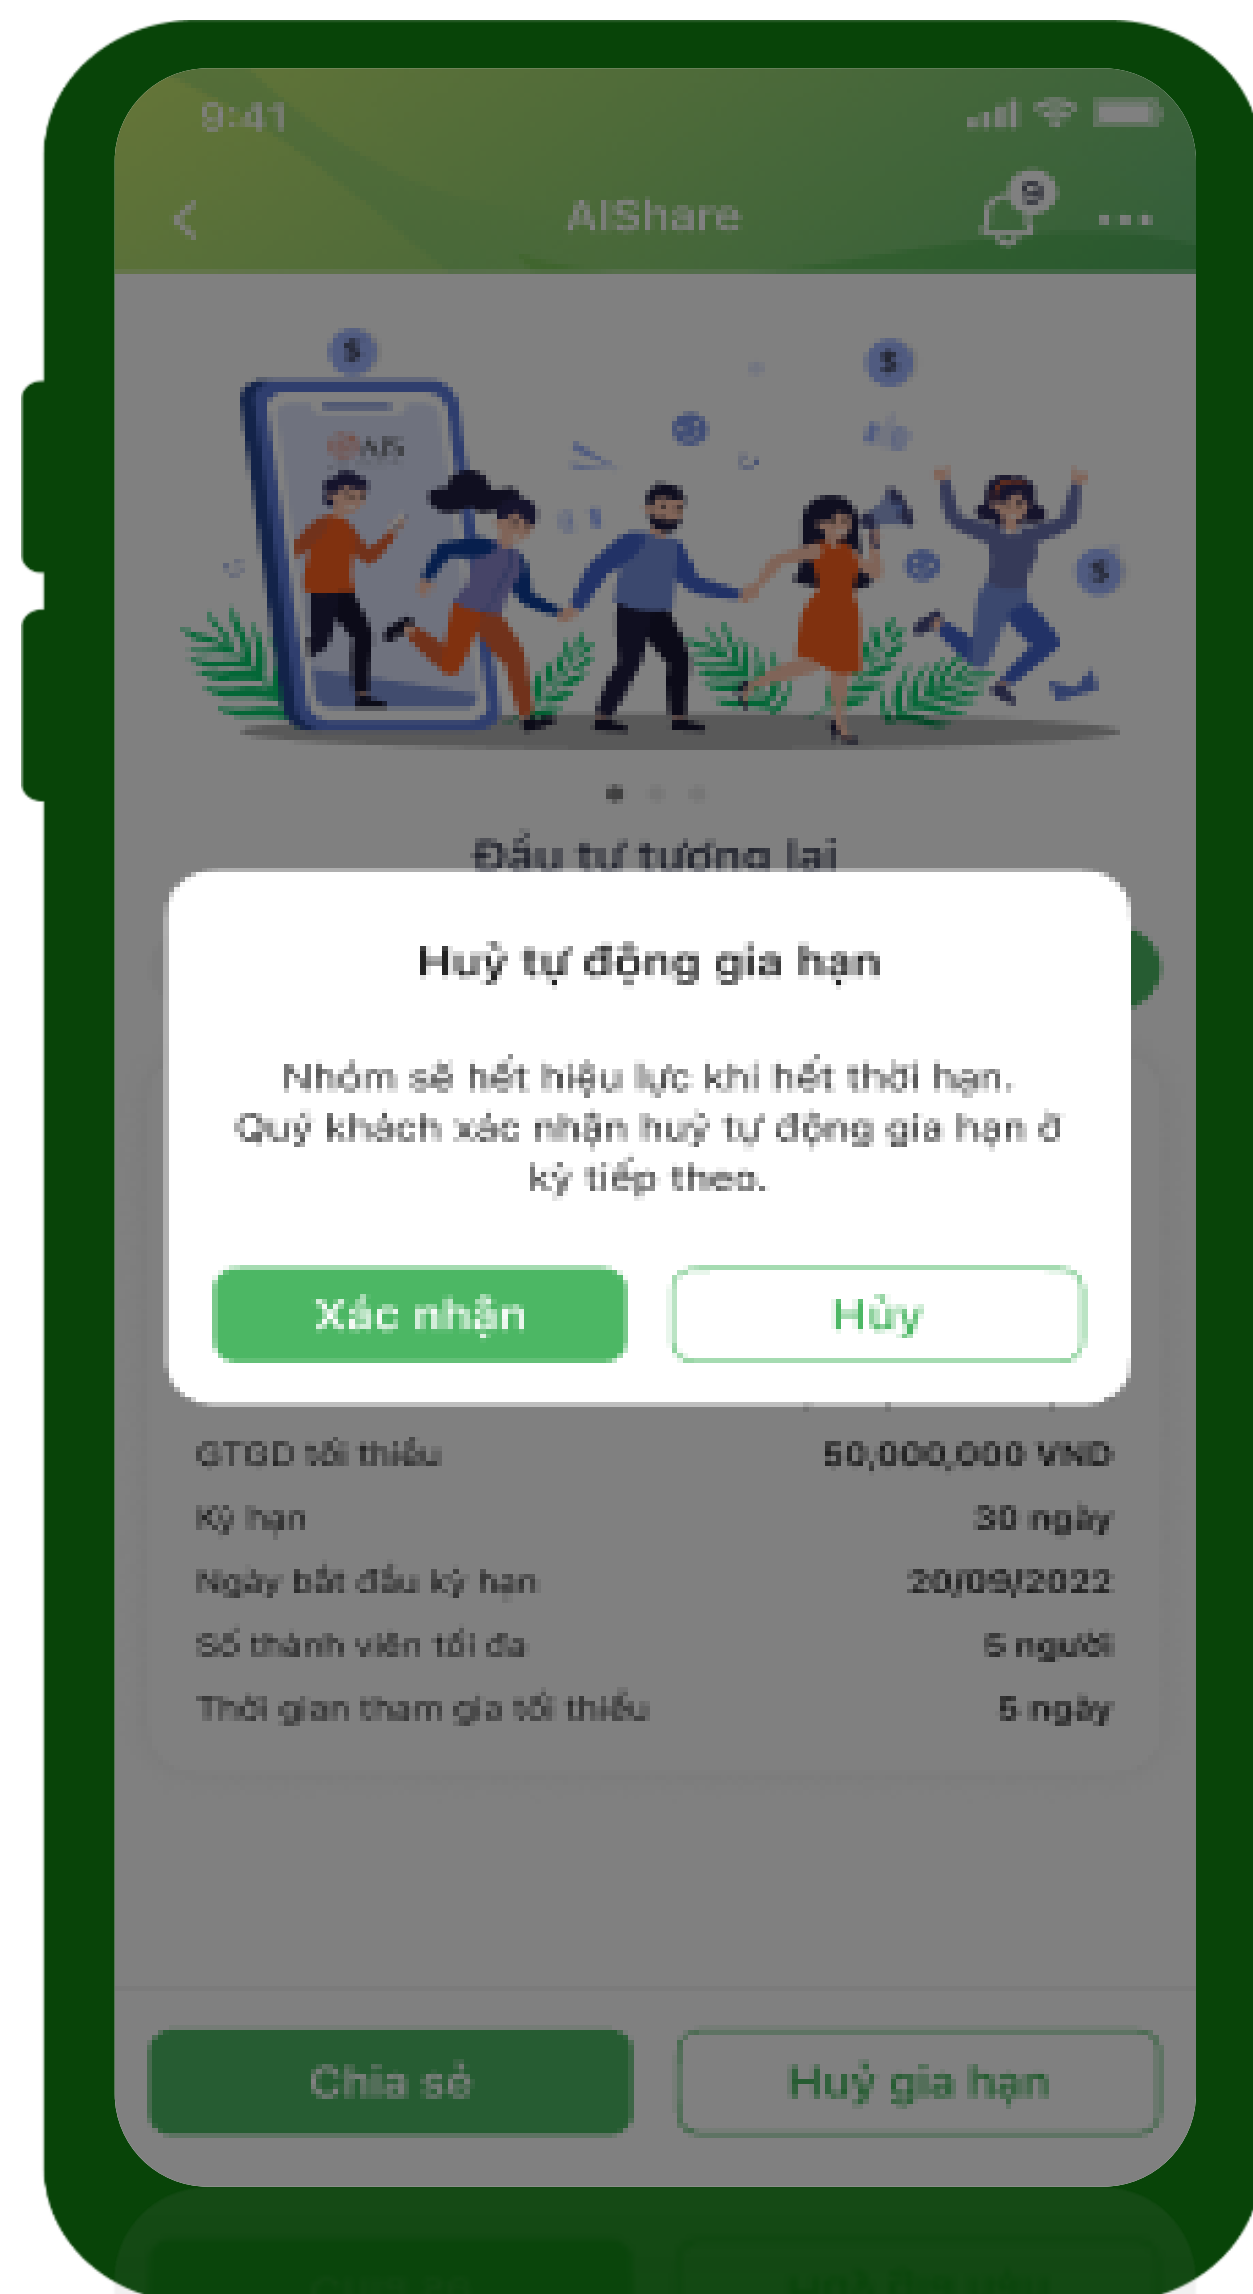 9:41
AIShare
9
AIS
Đầu tư tương lai
Huỷ tự động gia hạn
Nhóm sẽ hết hiệu lực khi hết thời hạn.
Quý khách xác nhận huỷ tự động gia hạn ở
kỳ tiếp theo.
Xác nhận
Hủy
GTGD tối thiểu 50,000,000 VND
Kỳ hạn 30 ngày
Ngày bắt đầu kỳ hạn 20/09/2022
Số thành viên tối đa 5 người
Thời gian tham gia tối thiểu 5 ngày
Chia sẻ
Huỷ gia hạn